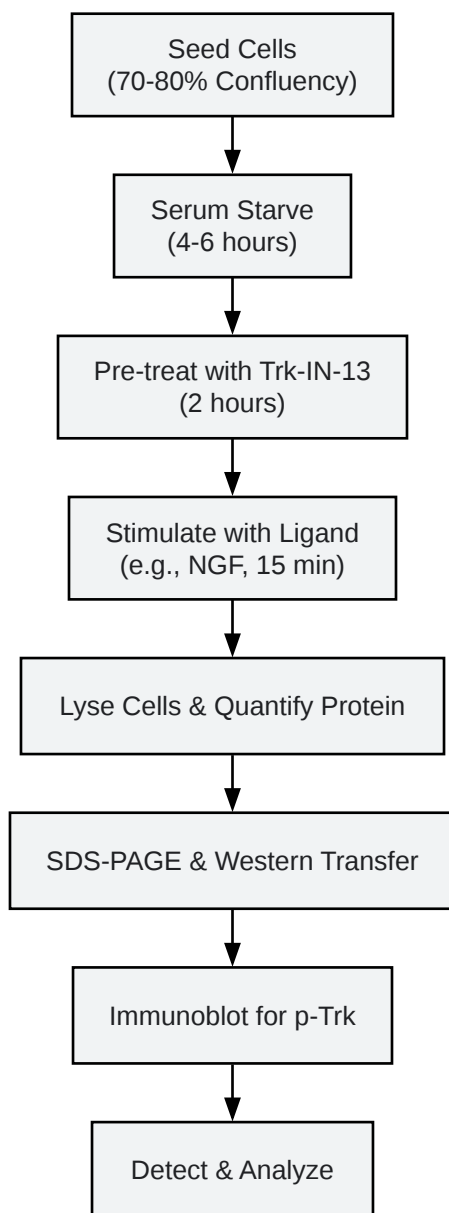 Seed Cells
(70-80% Confluency)
Serum Starve
(4-6 hours)
Pre-treat with Trk-IN-13
(2 hours)
Stimulate with Ligand
(e.g., NGF, 15 min)
Lyse Cells & Quantify Protein
SDS-PAGE & Western Transfer
Immunoblot for p-Trk
Detect & Analyze